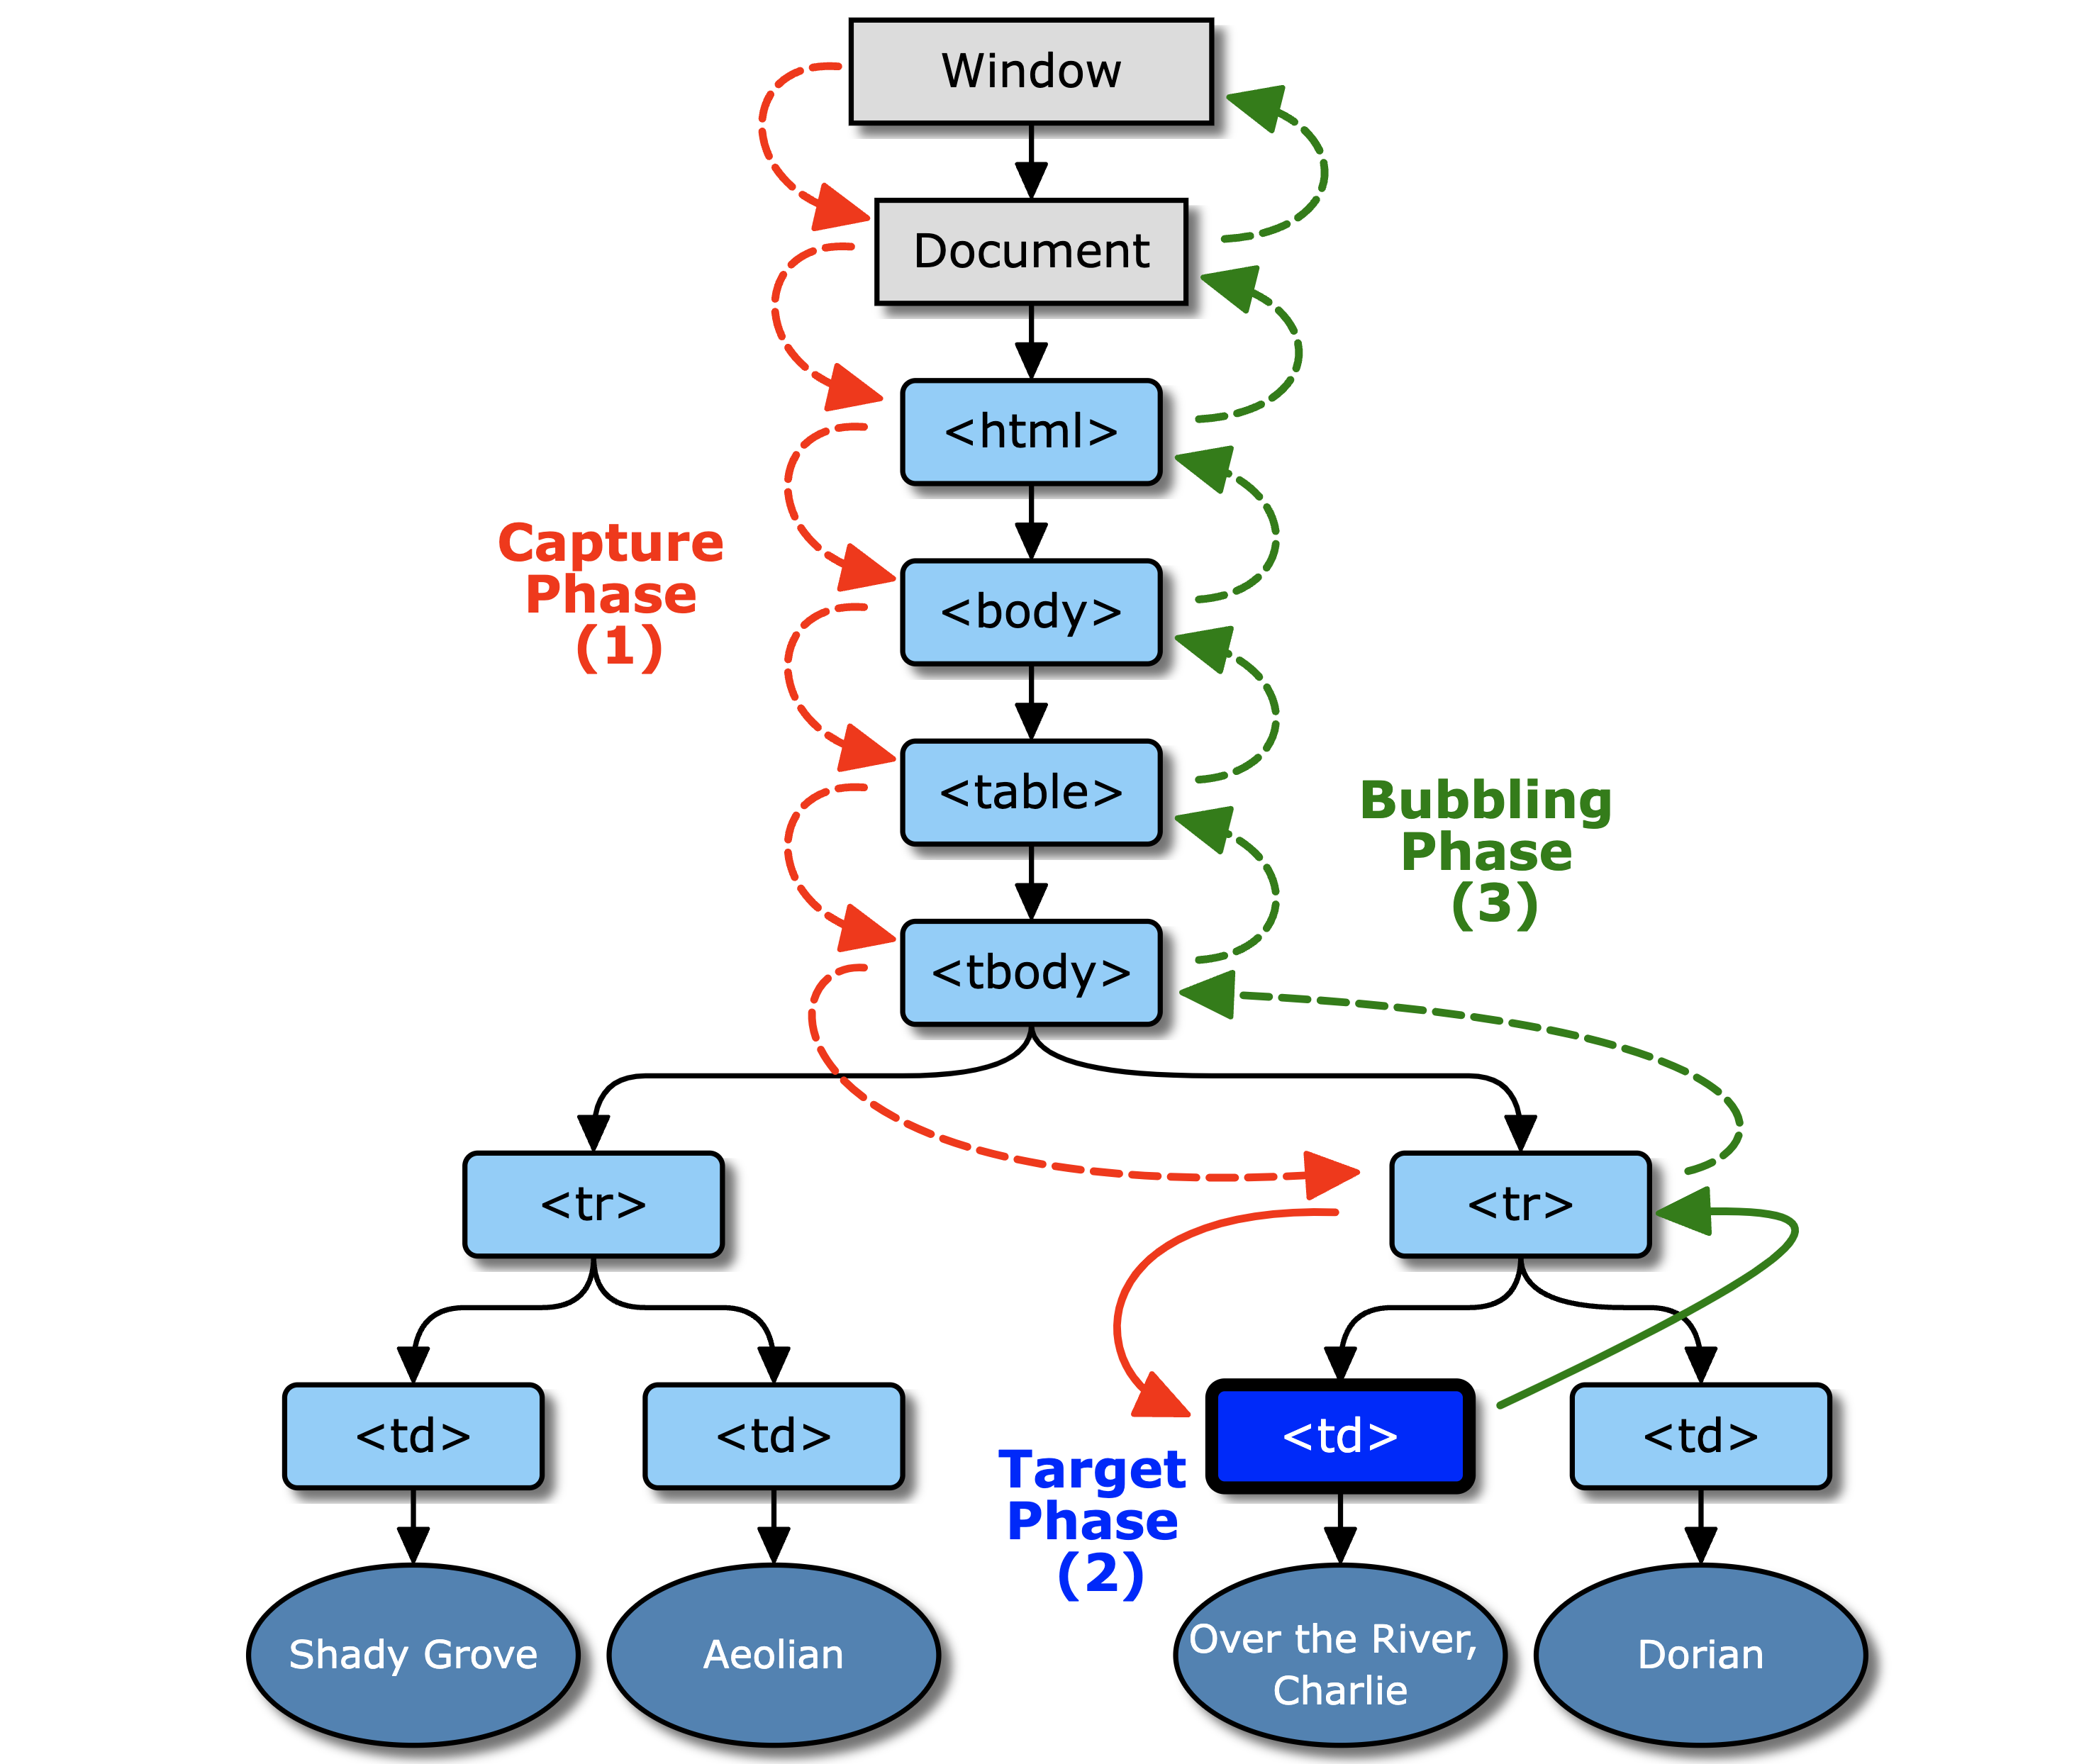 Window
Document
<html>
Capture
Phase
(1)
<body>
<table>
Bubbling
Phase
(3)
<tbody>
<tr>
<tr>
<td>
<td>
<td>
<td>
Target
Phase
(2)
Shady Grove
Aeolian
Over the River,
Charlie
Dorian